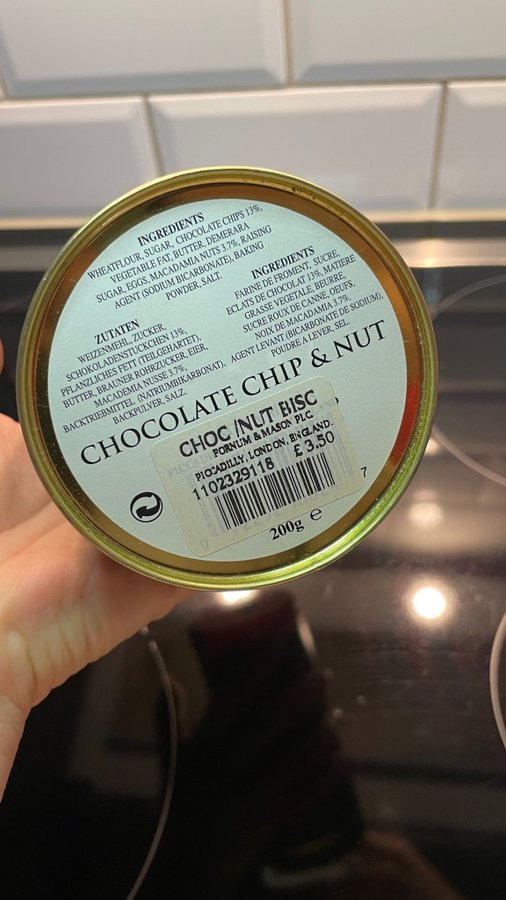 INGREDIENTS
WHEATFLOUR, SUGAR, CHOCOLATE CHIPS 13%,
VEGETABLE FAT, BUTTER, DEMERARA
SUGAR, EGGS, MACADAMIA NUTS 3.7%, RAISING
AGENT (SODIUM BICARBONATE), BAKING
POWDER, SALT
ZUTATEN
WEIZENMEHL, ZUCKER,
SCHOKOLADENSTUCKCHEN 13%,
PFLANZLICHES FETT (TEILGEHARTET),
BUTTER, BRAUNER ROHRZUCKER, EIER,
MACADEMIA NUSSE 3.7%,
BACKTRIEBMITTEL (NATRIUMBIKARBONAT),
BACKPULVER, SALZ
INGREDIENTS
FARINE DE FROMENT, SUCRE,
ECLATS DE CHOCOLAT 13%, MATIERE
GRASSE VEGETALE, BEURRE,
SUCRE ROUX DE CANNE, OEUFS,
NOIX DE MACADAMIA 3.7%,
AGENT LEVANT (BICARBONATE DE SODIUM),
POUDRE A LEVER, SEL.
CHOCOLATE CHIP & NUT
CHOC /NUT BISC
FORNUM & MASON PLC
PICCADILLY, LONDON, ENGLAND.
1102329118 £ 3.50
0 7
200g e